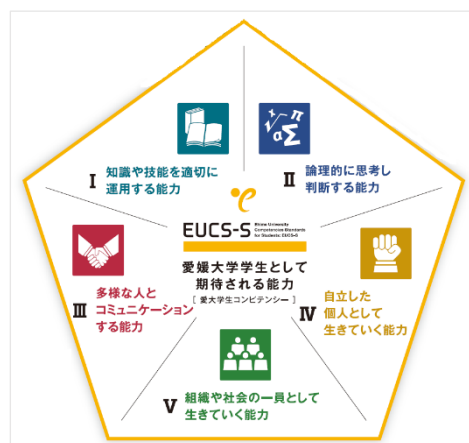 Ⅰ 知識や技能を適切に
運用する能力
Ⅱ 論理的に思考し
判断する能力
EUCS-S Ehime University
Competencies Standards
for Students: EUCS-S
愛媛大学学生として
期待される能力
[ 愛大学生コンピテンシー ]
Ⅲ 多様な人と
コミュニケーション
する能力
Ⅳ 自立した
個人として
生きていく能力
Ⅴ 組織や社会の一員として
生きていく能力